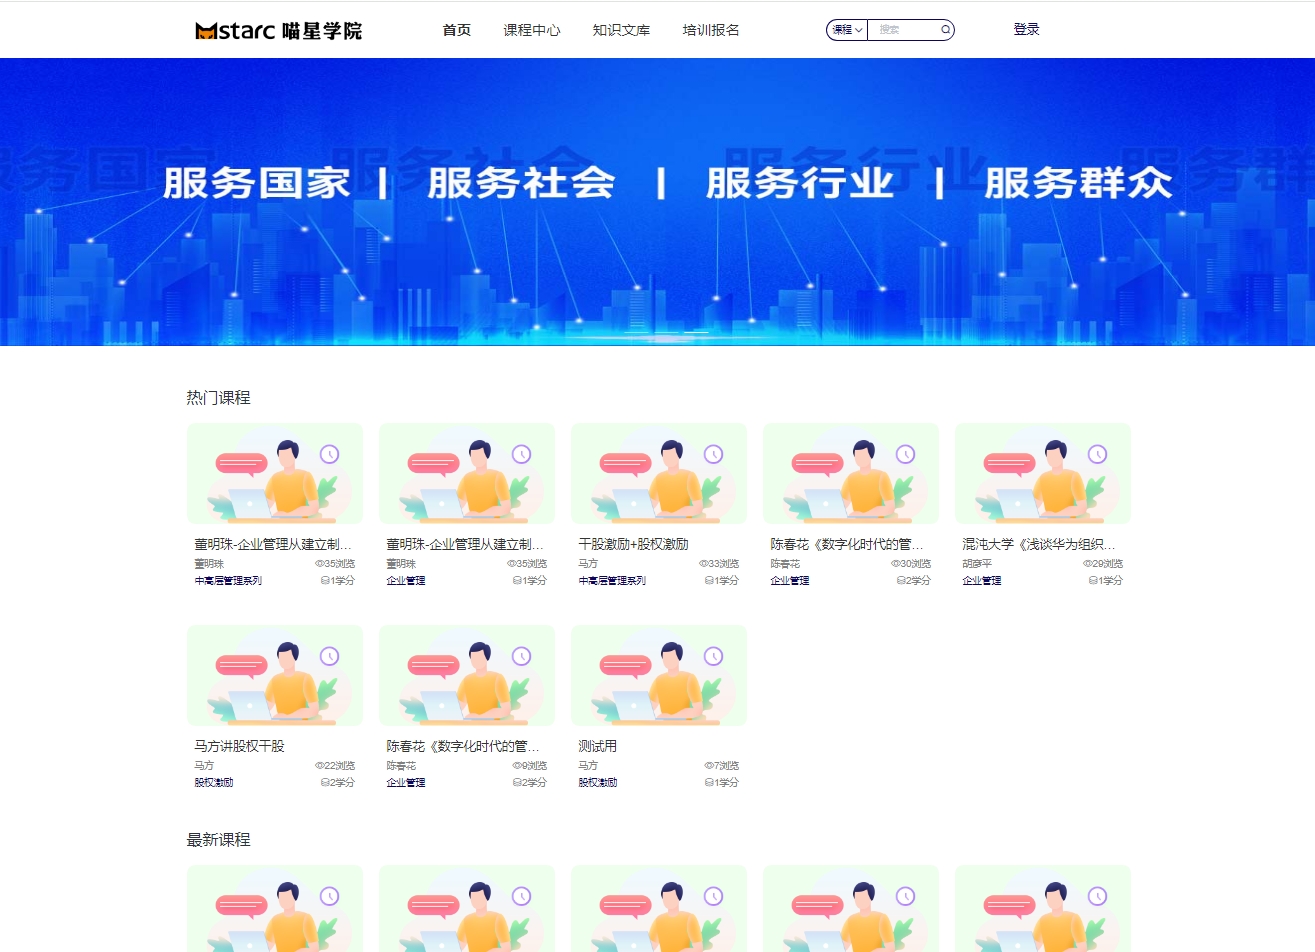 Mstarc 喵星学院 首页 课程中心 知识文库 培训报名 课程 搜索 登录
服务国家 | 服务社会 | 服务行业 | 服务群众
热门课程
董明珠-企业管理从建立制... 董明珠-企业管理从建立制... 干股激励+股权激励 陈春花《数字化时代的管... 混沌大学《浅谈华为组织...
董明珠 35浏览 董明珠 35浏览 马方 33浏览 陈春花 30浏览 胡彦平 29浏览
中高层管理系列 1学分 企业管理 1学分 中高层管理系列 1学分 企业管理 2学分 企业管理 1学分
马方讲股权干股 陈春花《数字化时代的管... 测试用
马方 22浏览 陈春花 9浏览 马方 7浏览
股权激励 2学分 企业管理 2学分 股权激励 1学分
最新课程